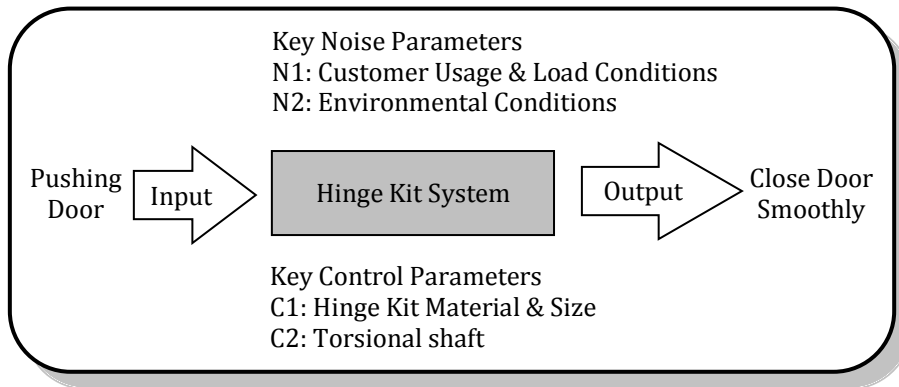 Key Noise Parameters
N1: Customer Usage & Load Conditions
N2: Environmental Conditions
Pushing
Door
Input
Hinge Kit System
Output
Close Door
Smoothly
Key Control Parameters
C1: Hinge Kit Material & Size
C2: Torsional shaft